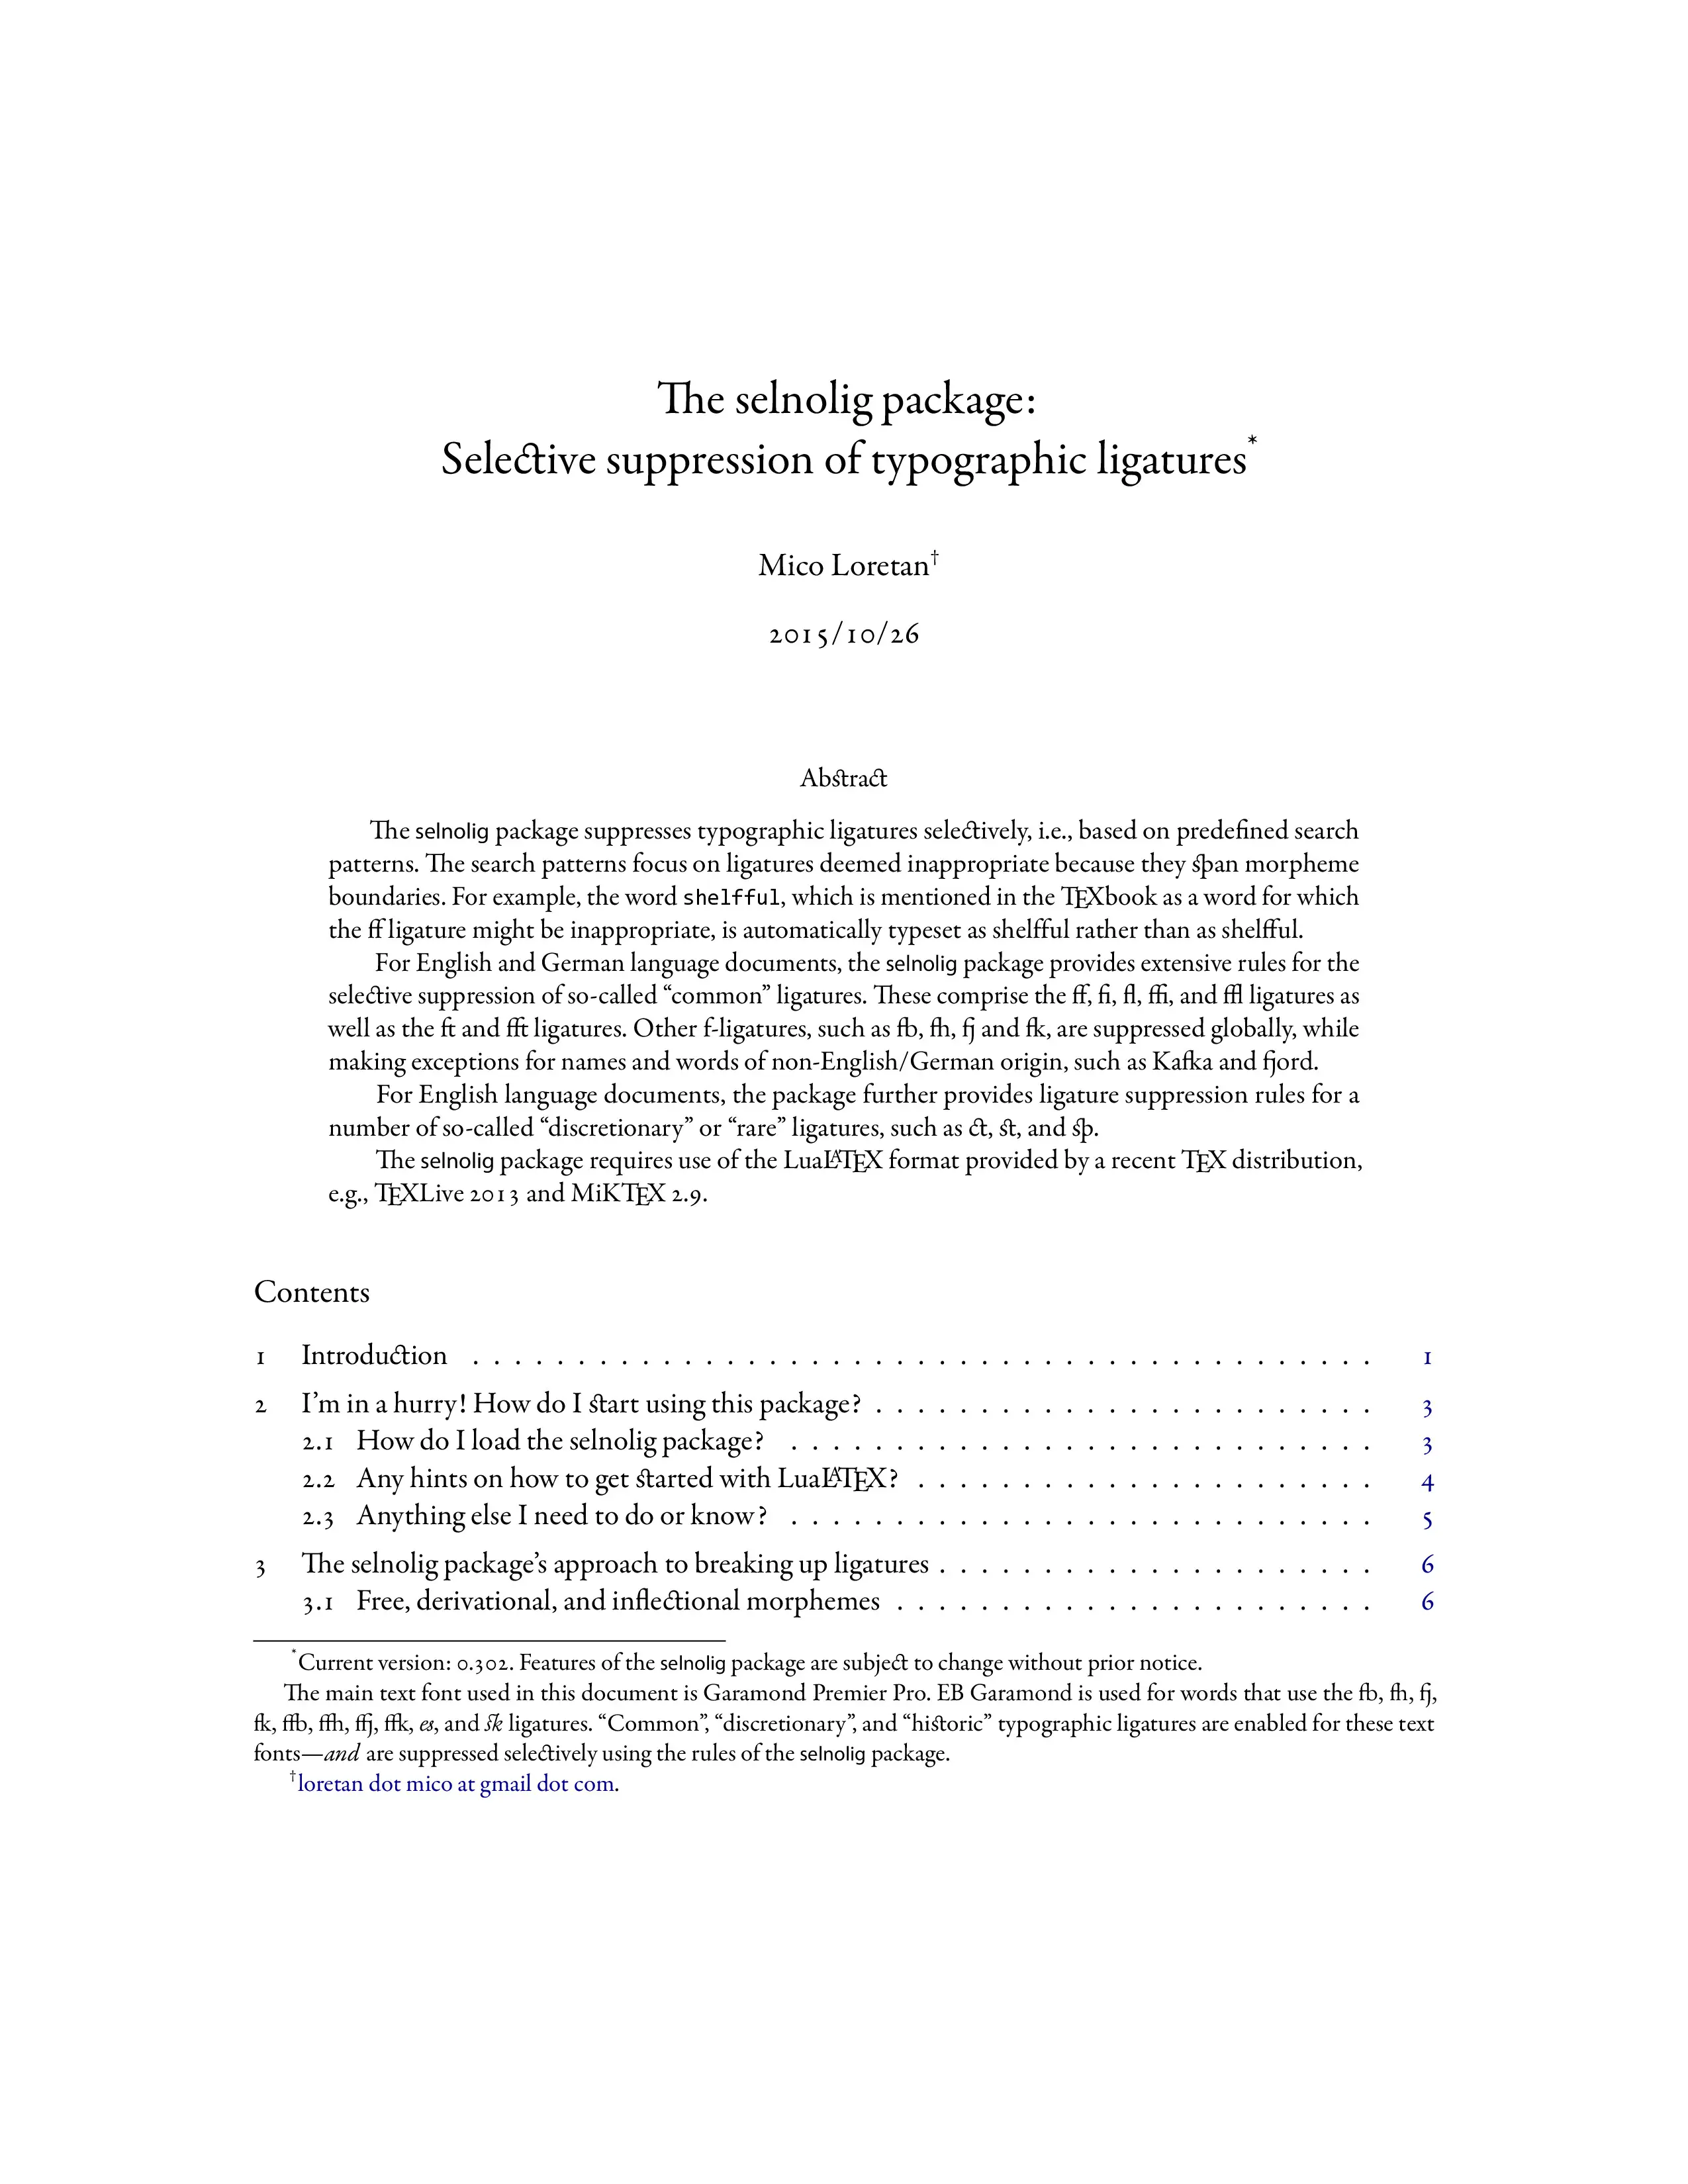 The selnolig package:
Selective suppression of typographic ligatures*
Mico Loretan†
2015/10/26
Abstract
The selnolig package suppresses typographic ligatures selectively, i.e., based on predefined search
patterns. The search patterns focus on ligatures deemed inappropriate because they span morpheme
boundaries. For example, the word shelfful, which is mentioned in the TEXbook as a word for which
the ff ligature might be inappropriate, is automatically typeset as shelfful rather than as shelfful.
For English and German language documents, the selnolig package provides extensive rules for the
selective suppression of so-called “common” ligatures. These comprise the ff, fi, fl, ffi, and ffl ligatures as
well as the ft and fft ligatures. Other f-ligatures, such as fb, fh, fj and fk, are suppressed globally, while
making exceptions for names and words of non-English/German origin, such as Kafka and fjord.
For English language documents, the package further provides ligature suppression rules for a
number of so-called “discretionary” or “rare” ligatures, such as ct, st, and sp.
The selnolig package requires use of the LuaLATEX format provided by a recent TEX distribution,
e.g., TEXLive 2013 and MiKTEX 2.9.
Contents
1 Introduction . . . . . . . . . . . . . . . . . . . . . . . . . . . . . . . . . . . . . . . . . . . 1
2 I’m in a hurry! How do I start using this package? . . . . . . . . . . . . . . . . . . . . . . . . 3
2.1 How do I load the selnolig package? . . . . . . . . . . . . . . . . . . . . . . . . . . . . 3
2.2 Any hints on how to get started with LuaLATEX? . . . . . . . . . . . . . . . . . . . . . . 4
2.3 Anything else I need to do or know? . . . . . . . . . . . . . . . . . . . . . . . . . . . . 5
3 The selnolig package’s approach to breaking up ligatures . . . . . . . . . . . . . . . . . . . . . 6
3.1 Free, derivational, and inflectional morphemes . . . . . . . . . . . . . . . . . . . . . . . 6
*Current version: 0.302. Features of the selnolig package are subject to change without prior notice.
The main text font used in this document is Garamond Premier Pro. EB Garamond is used for words that use the fb, fh, fj,
fk, ffb, ffh, ffj, ffk, es, and sk ligatures. “Common”, “discretionary”, and “historic” typographic ligatures are enabled for these text
fonts—and are suppressed selectively using the rules of the selnolig package.
†loretan dot mico at gmail dot com.